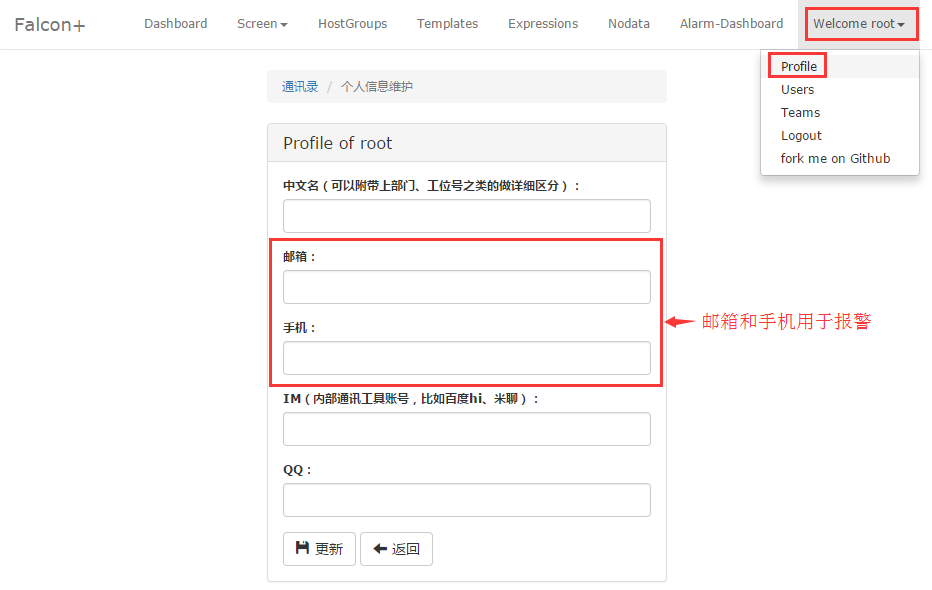 Falcon+ Dashboard Screen HostGroups Templates Expressions Nodata Alarm-Dashboard Welcome root
Profile
Users
Teams
Logout
fork me on Github
通讯录 / 个人信息维护
Profile of root
中文名（可以附带上部门、工位号之类的做详细区分）：
邮箱：
手机：
邮箱和手机用于报警
IM（内部通讯工具账号，比如百度hi、米聊）：
QQ：
更新 返回